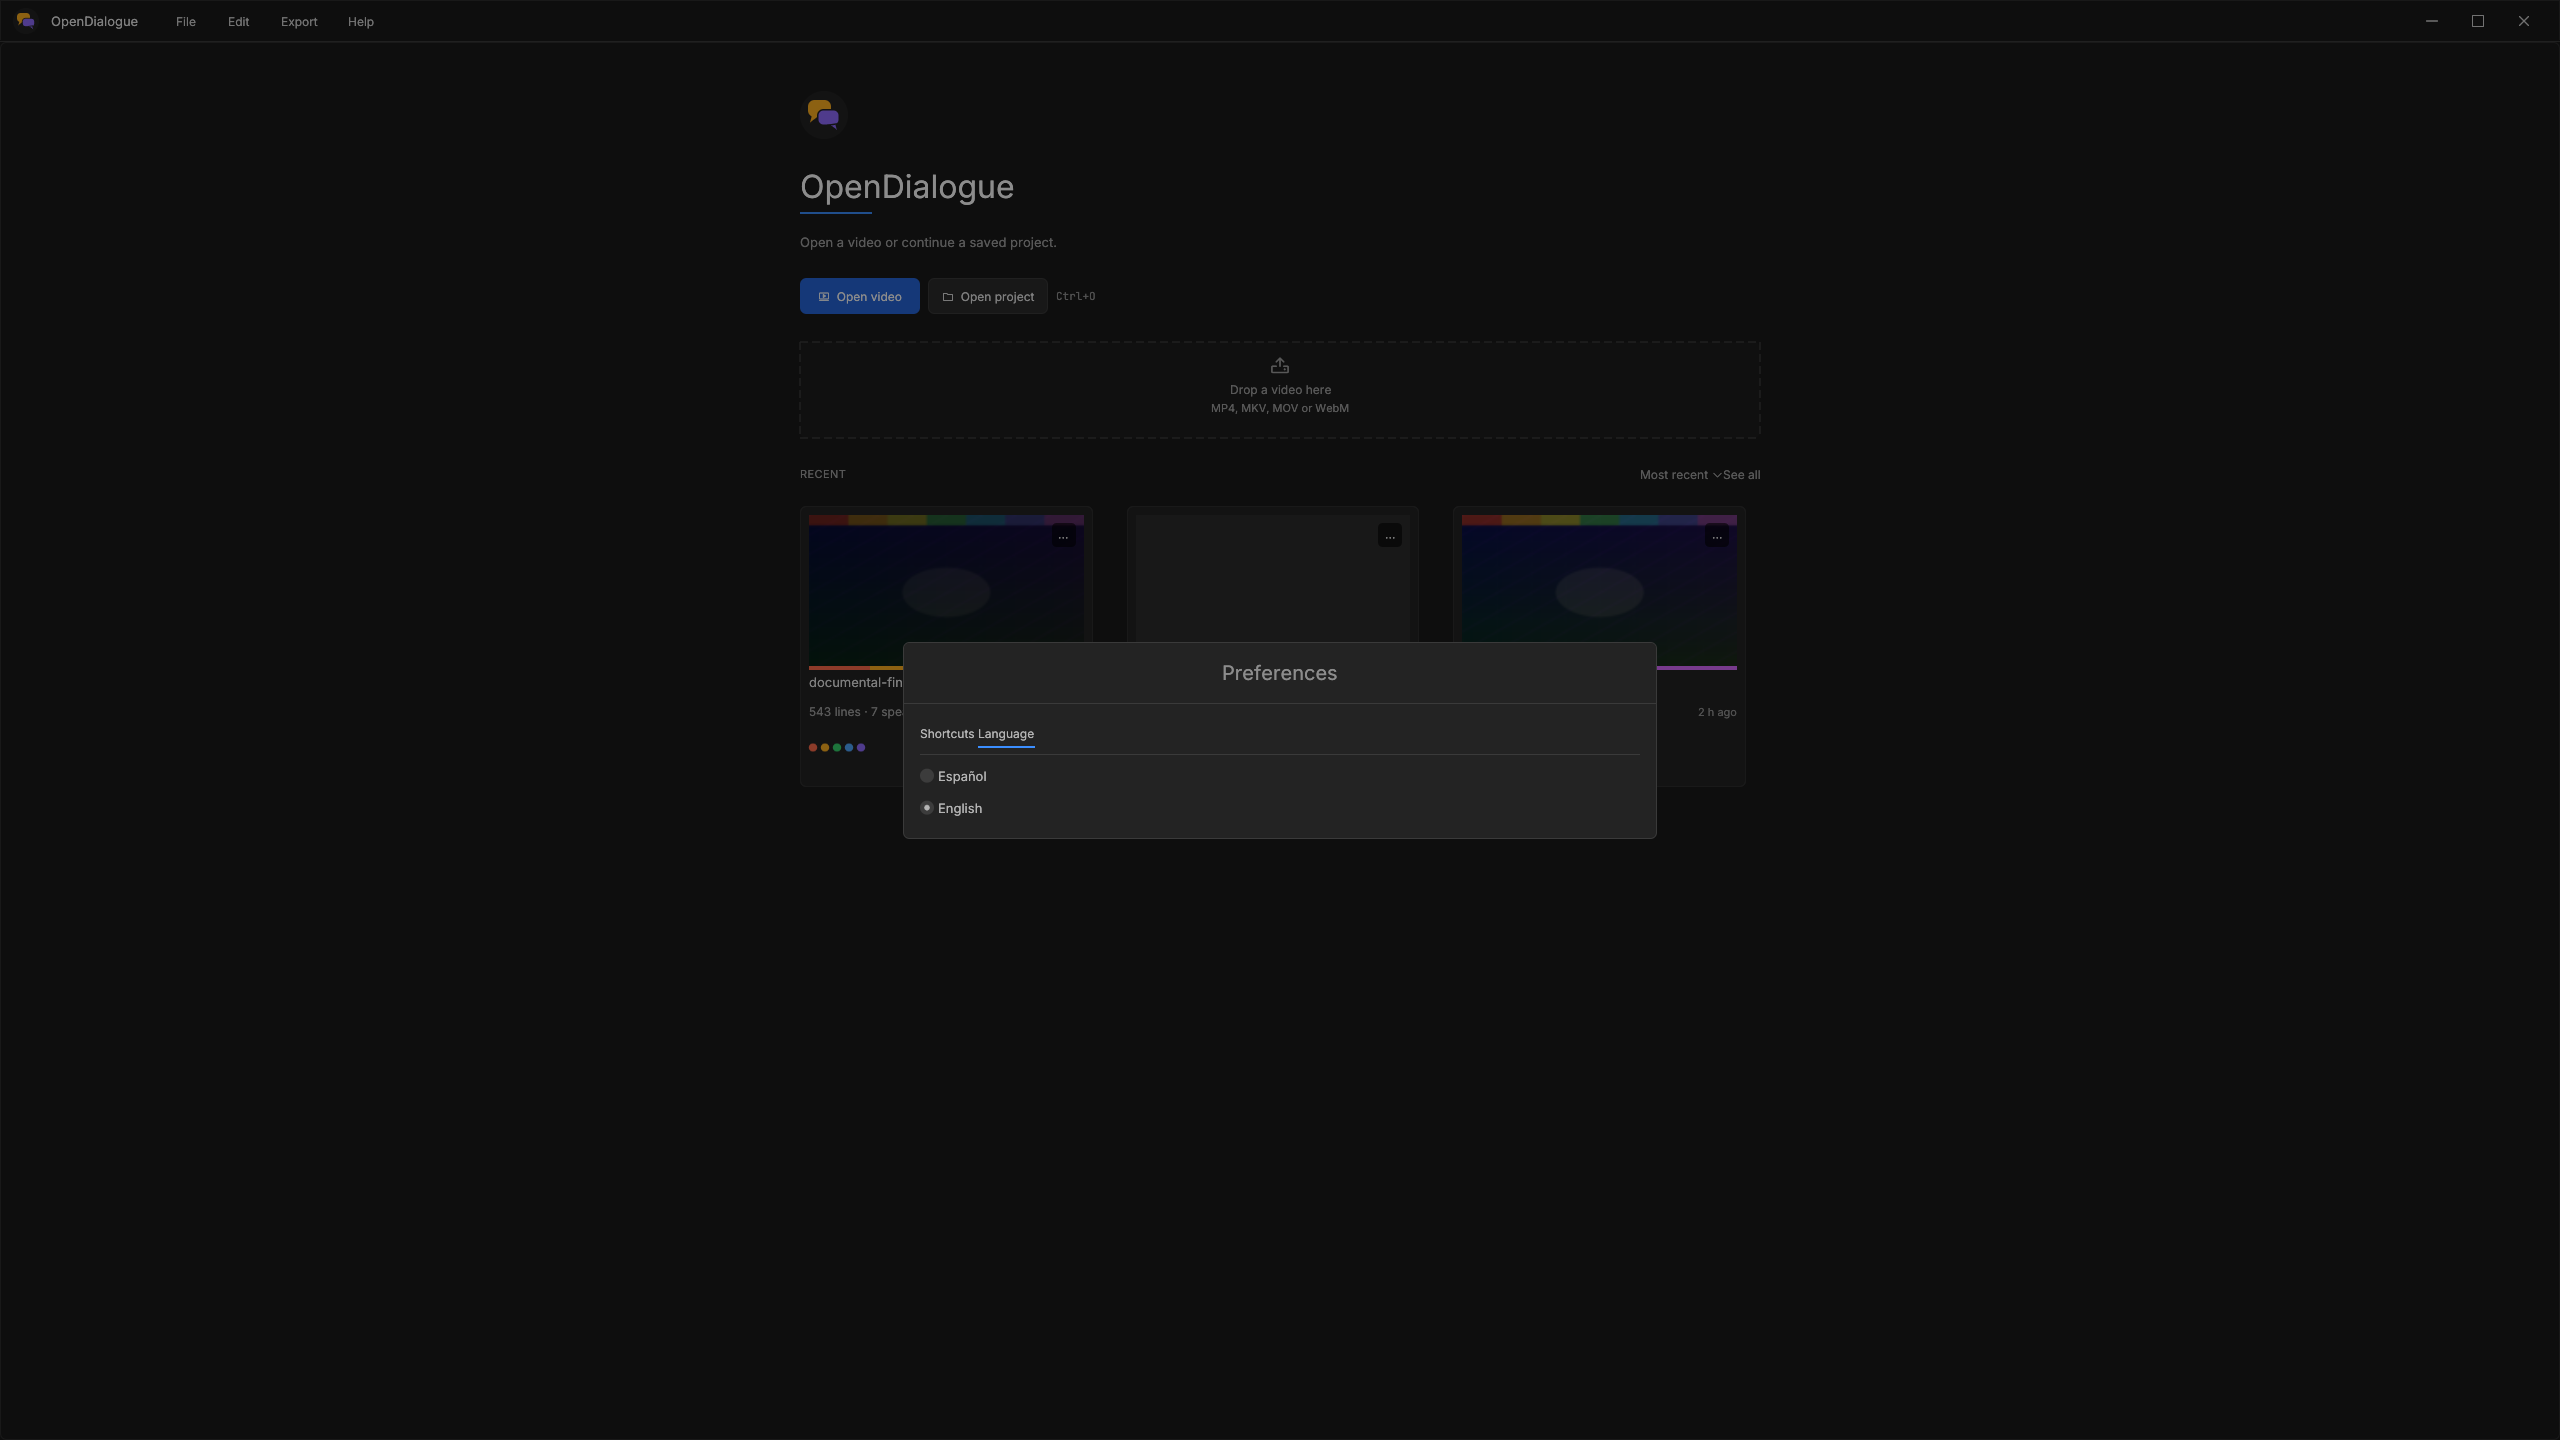 OpenDialogue File Edit Export Help
OpenDialogue
Open a video or continue a saved project.
Open video Open project Ctrl+O
Drop a video here
MP4, MKV, MOV or WebM
RECENT Most recent See all
... ... ...
documental-fin
543 lines · 7 spea
2 h ago
Preferences
Shortcuts Language
Español
English